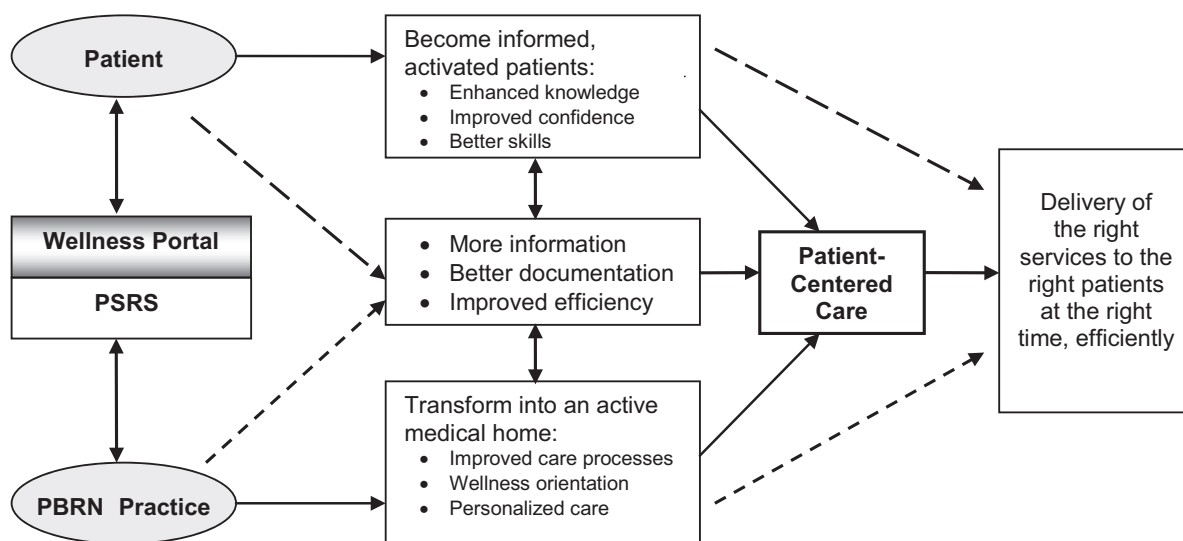 Patient
Wellness Portal
PSRS
PBRN Practice
Become informed,
activated patients:
• Enhanced knowledge
• Improved confidence
• Better skills
• More information
• Better documentation
• Improved efficiency
Transform into an active
medical home:
• Improved care processes
• Wellness orientation
• Personalized care
Patient-
Centered
Care
Delivery of
the right
services to the
right patients
at the right
time, efficiently